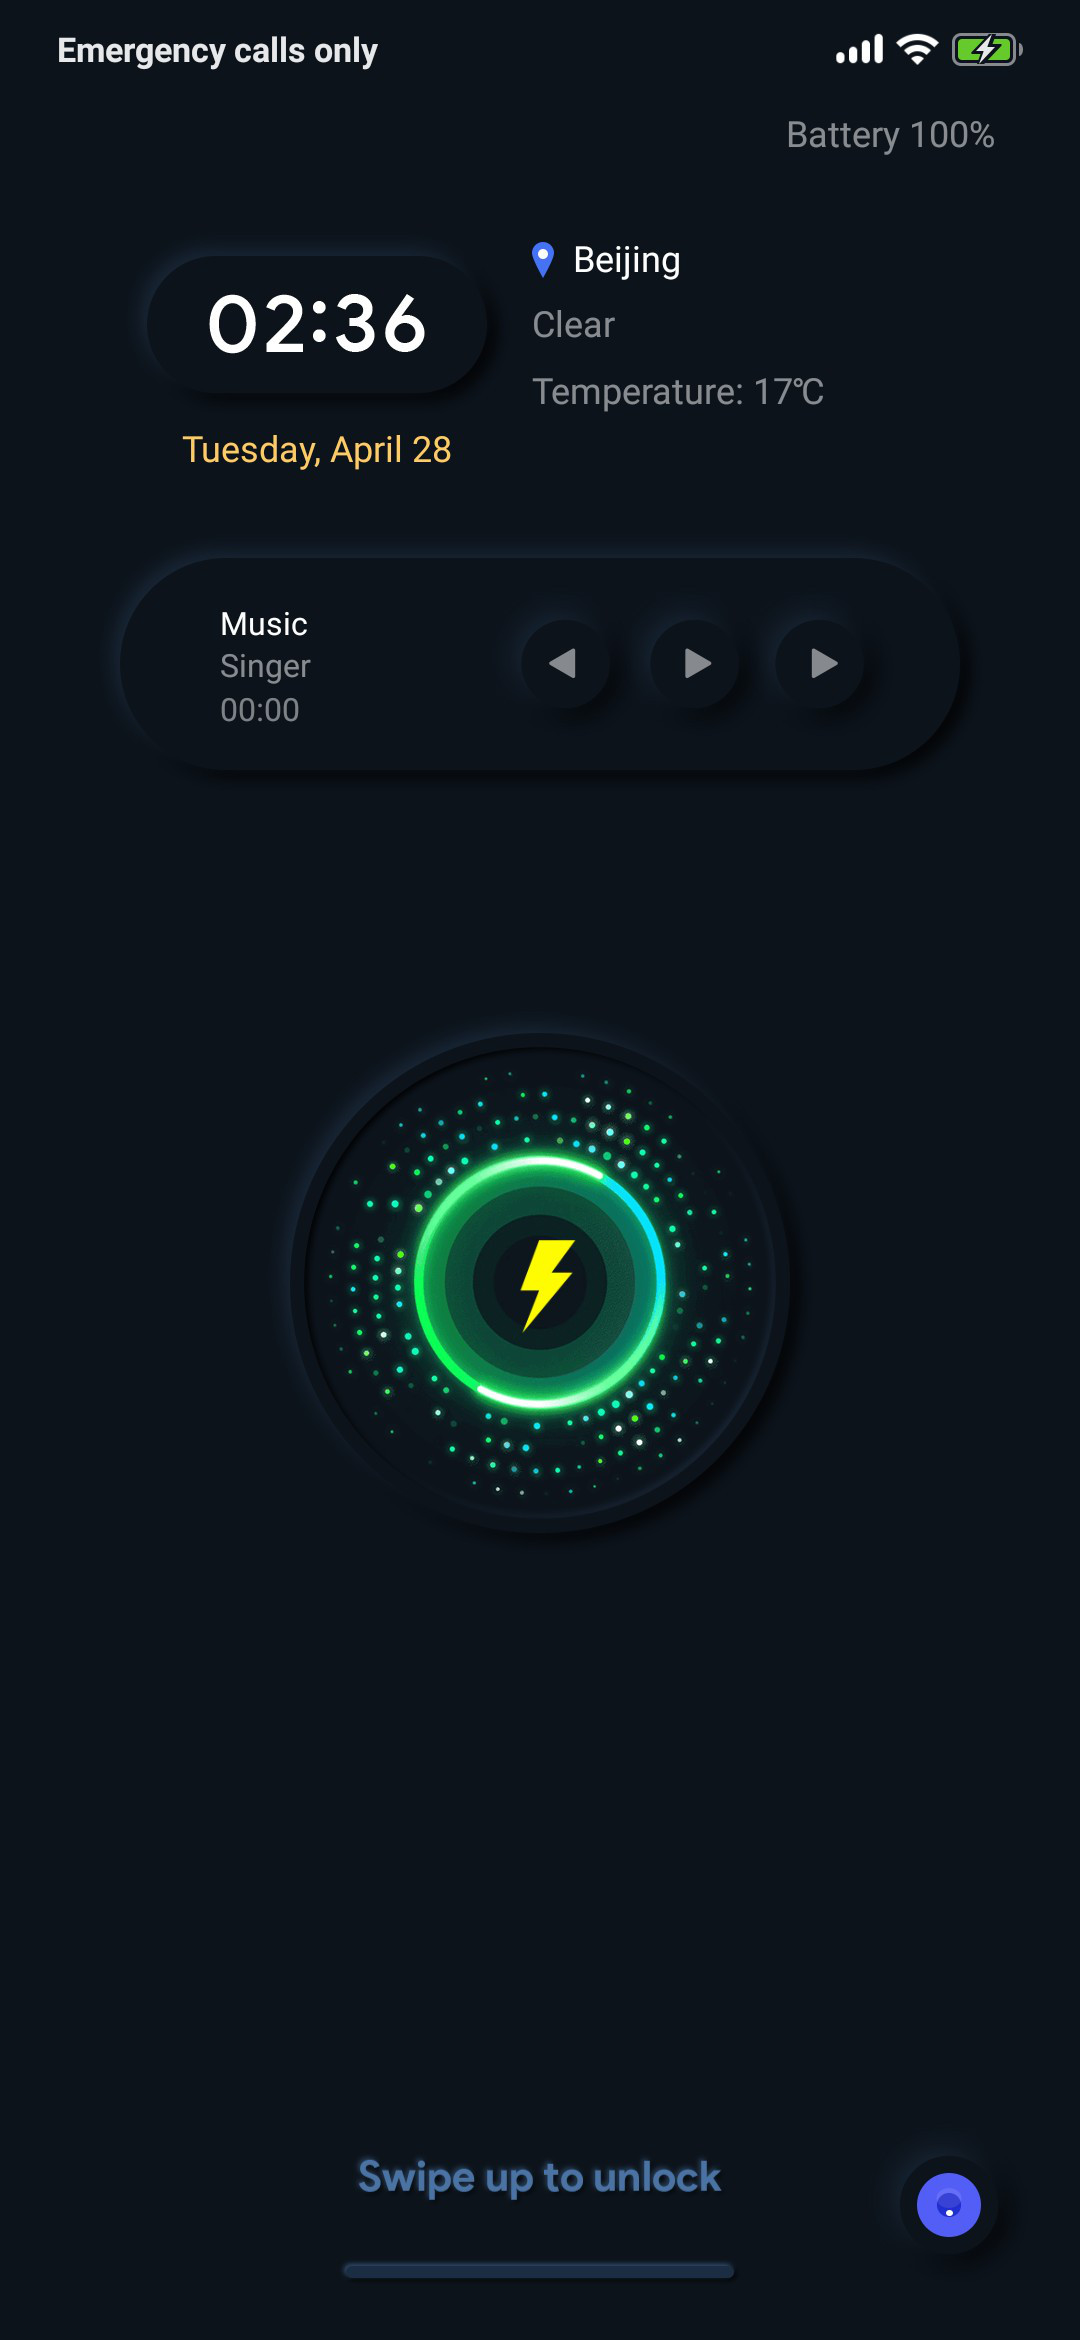 Emergency calls only
Battery 100%
02:36
Tuesday, April 28
Beijing
Clear
Temperature: 17℃
Music
Singer
00:00
Swipe up to unlock